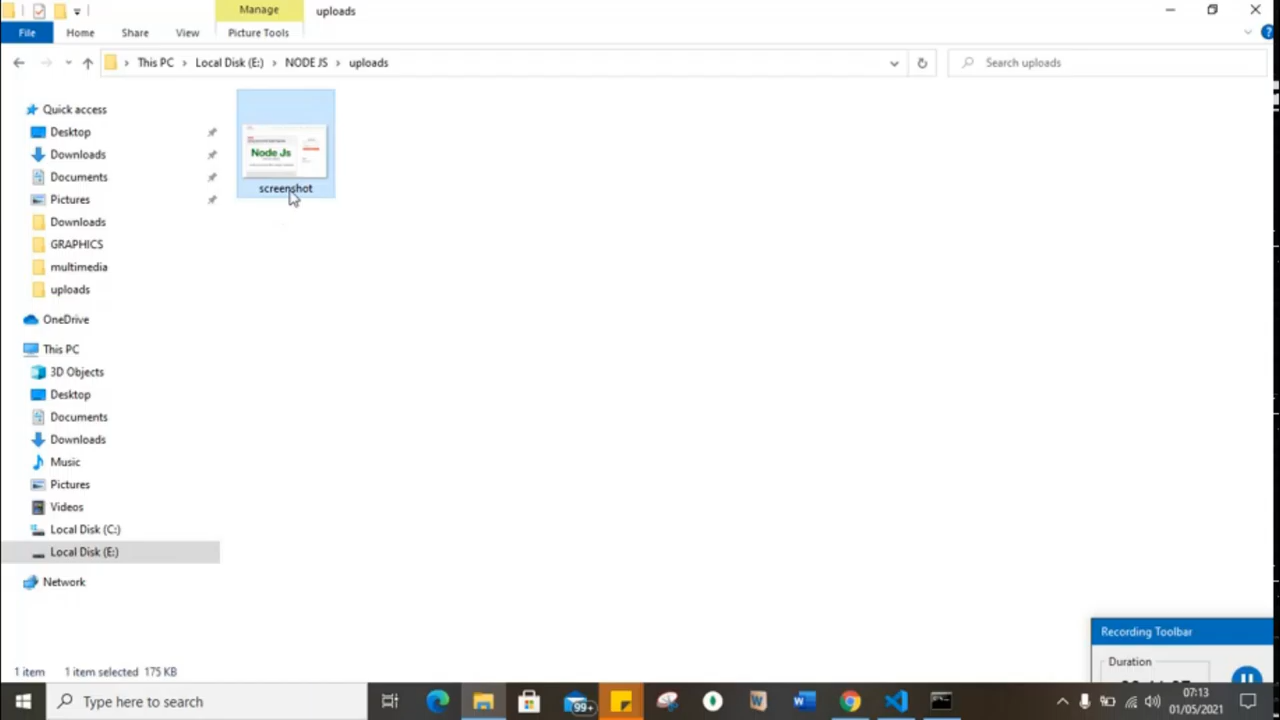 Manage
uploads
File
Home
Share
View
Picture Tools
This PC
Local Disk (E:)
NODE JS
uploads
Search uploads
Quick access
Desktop
Downloads
Documents
Pictures
Downloads
GRAPHICS
multimedia
uploads
OneDrive
This PC
3D Objects
Desktop
Documents
Downloads
Music
Pictures
Videos
Local Disk (C:)
Local Disk (E:)
Network
Node Js
screenshot
1 item
1 item selected 175 KB
Recording Toolbar
Duration
Type here to search
99+
07:13
01/05/2021